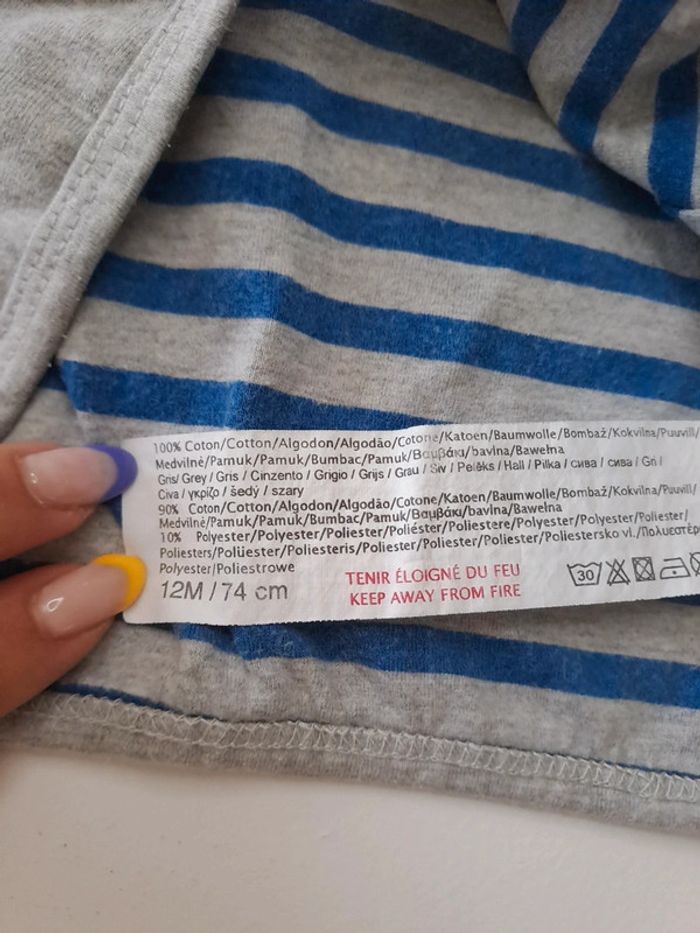 100% Coton/Cotton/Algodon/Algodão/Cotone/Katoen/Baumwolle/Bombaž/Kokvilna/Puuvill/
Medvilnė/Pamuk/Pamuk/Bumbac/Pamuk/Βαμβάκι/bavlna/Bawełna
Gris/Grey/Gris / Cinzento / Grigio / Grijs / Grau / Siv / Pelēks / Hall / Pilka / сива / сива / Gri
Civa / γκρίζο / šedý / szary
90% Coton/Cotton/Algodon/Algodão/Cotone/Katoen/Baumwolle/Bombaž/Kokvilna/Puuvill/
Medvilnė/Pamuk/Pamuk/Bumbac/Pamuk/Βαμβάκι/bavlna/Bawełna
10% Polyester/Polyester/Poliester/Poliéster/Poliestere/Polyester/Polyester/Poliester/
Poliesters/Polüester/Poliesteris/Poliester/Poliester/Poliester/Poliestersko vl./
Polyester/Poliestrowe
12M/74 cm
TENIR ÉLOIGNÉ DU FEU
KEEP AWAY FROM FIRE
30